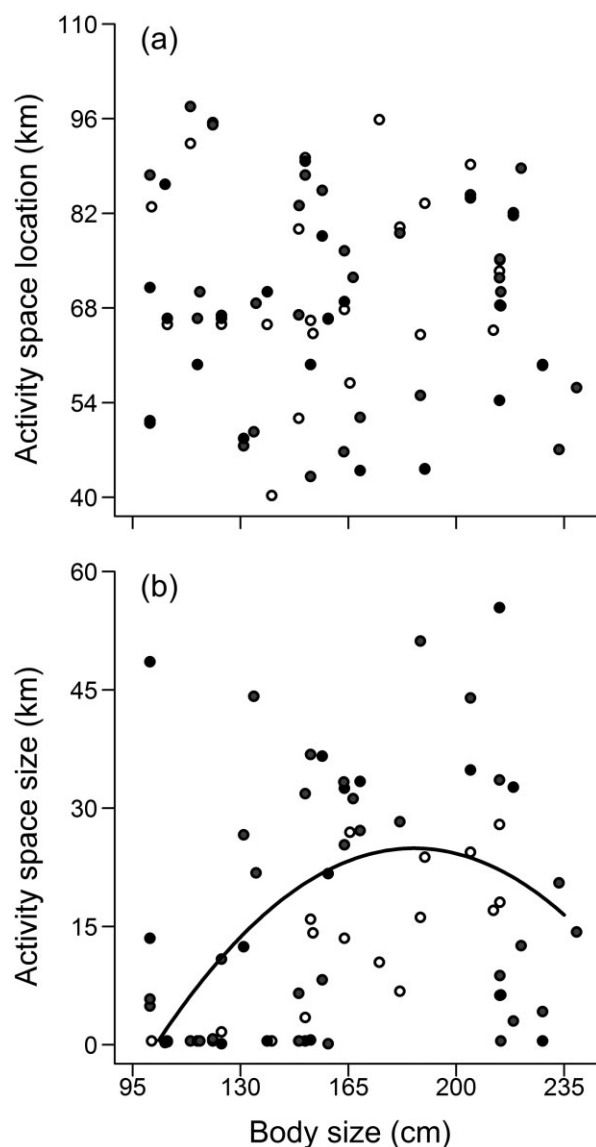 (a)
110
96
82
68
54
40
Activity space location (km)
(b)
60
45
30
15
0
Activity space size (km)
95 130 165 200 235
Body size (cm)